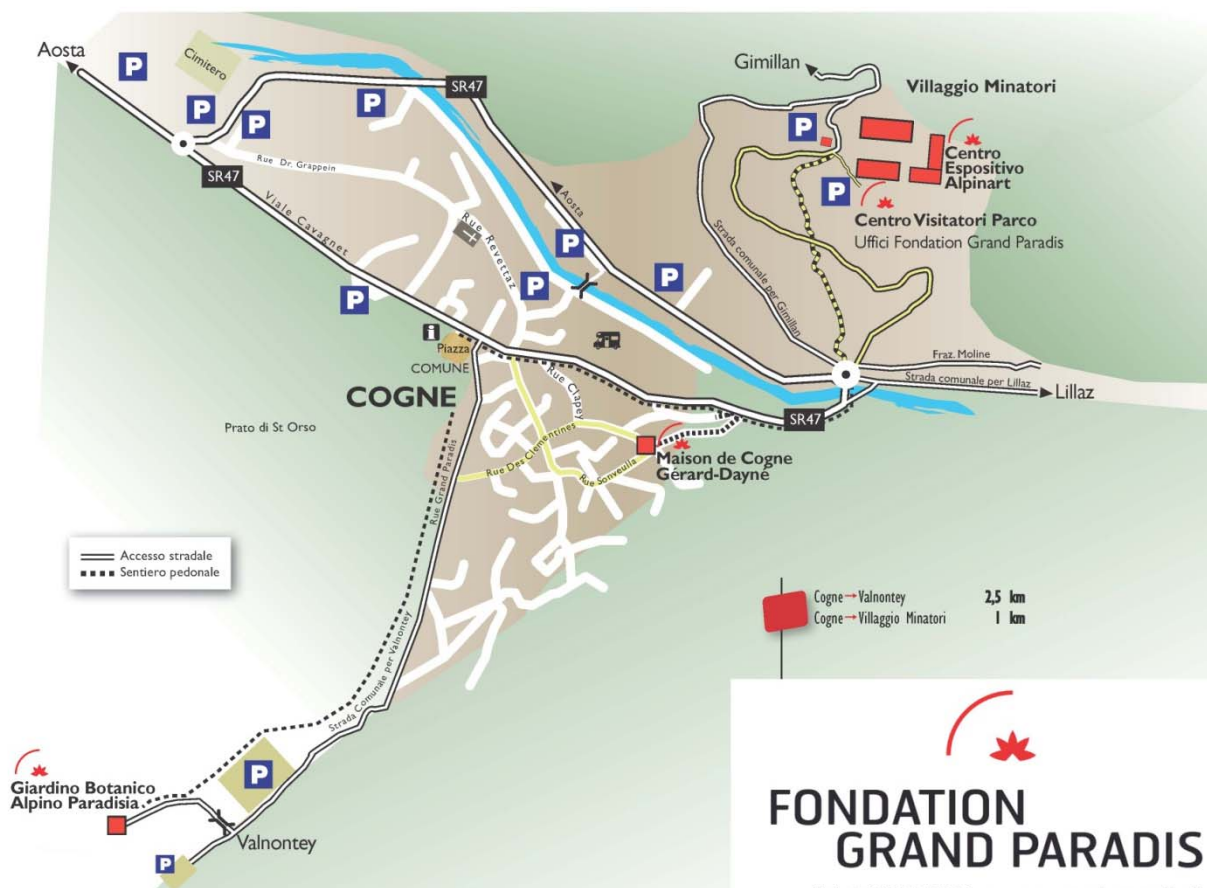 Aosta
P
Cimitero
P
P
P
SR47
SR47
Rue Dr. Grappein
Viale Cavagnet
Rue Revettaz
Aosta
P
P
P
P
i
Piazza
COMUNE
COGNE
Prato di St Orso
Gimillan
Villaggio Minatori
P
Centro
Espositivo
Alpinart
P
Centro Visitatori Parco
Uffici Fondation Grand Paradis
Strada comunale per Gimillan
Fraz. Moline
Strada comunale per Lillaz
Lillaz
SR47
Rue Clapey
Rue Des Clementines
Rue Sonveulla
Maison de Cogne
Gérard-Dayné
Rue Grand Paradis
Strada Comunale per Valnontey
Accesso stradale
Sentiero pedonale
Cogne→Valnontey 2,5 km
Cogne→Villaggio Minatori 1 km
Giardino Botanico
Alpino Paradisia
P
Valnontey
P
FONDATION
GRAND PARADIS